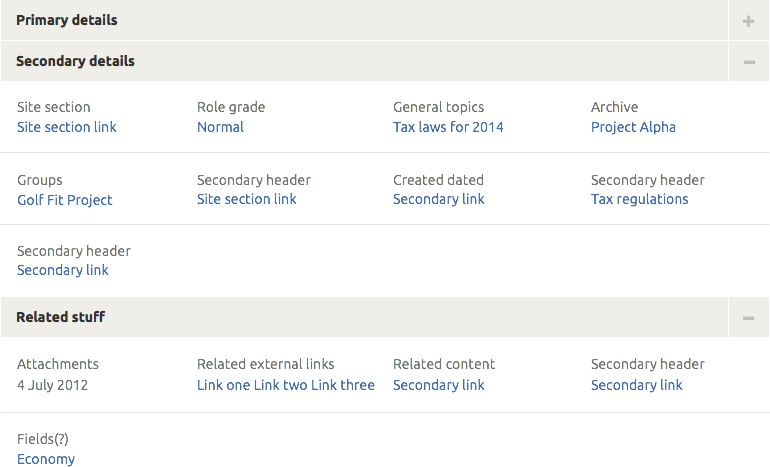 Primary details
Secondary details
Site section Role grade General topics Archive
Site section link Normal Tax laws for 2014 Project Alpha
Groups Secondary header Created dated Secondary header
Golf Fit Project Site section link Secondary link Tax regulations
Secondary header
Secondary link
Related stuff
Attachments Related external links Related content Secondary header
4 July 2012 Link one Link two Link three Secondary link Secondary link
Fields(?)
Economy